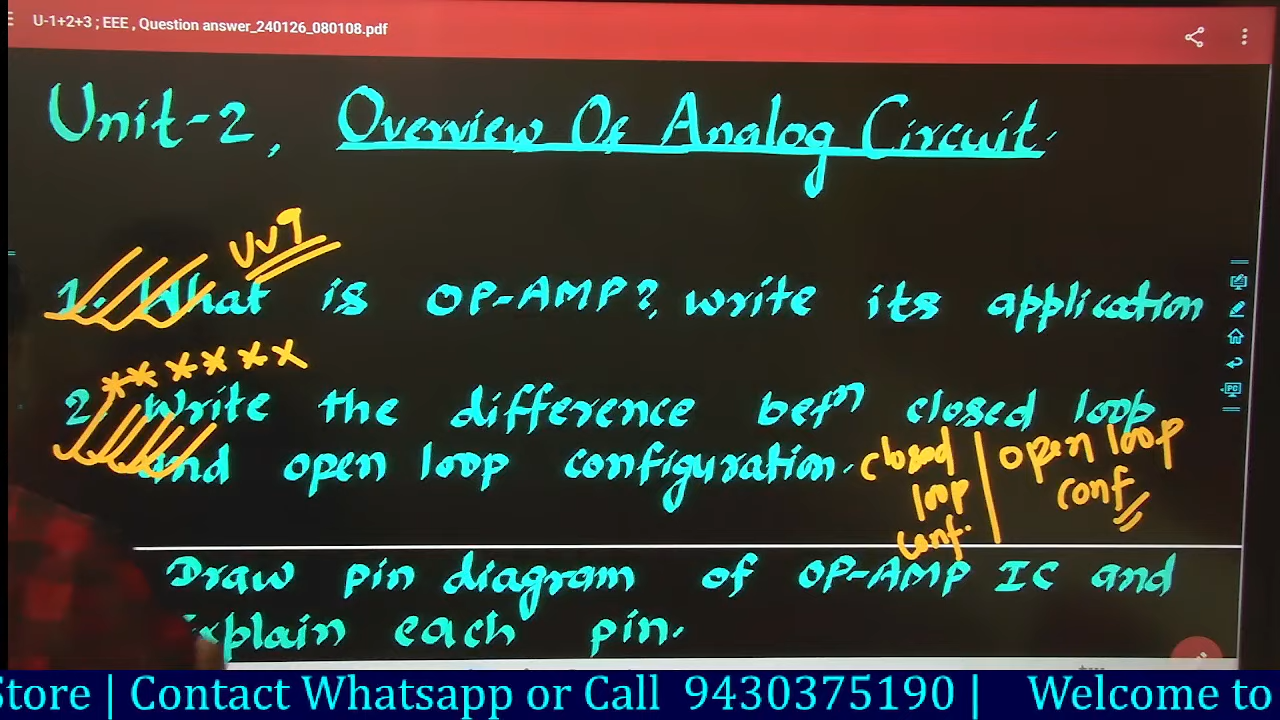 U-1+2+3 ; EEE , Question answer_240126_080108.pdf
Unit-2, Overview Of Analog Circuit.
VVI
1. What is OP-AMP?, write its application
******
2. Write the difference betn closed loop
and open loop configuration.
closed loop conf. | open loop conf
Draw pin diagram of OP-AMP IC and
explain each pin.
Store | Contact Whatsapp or Call 9430375190 | Welcome to